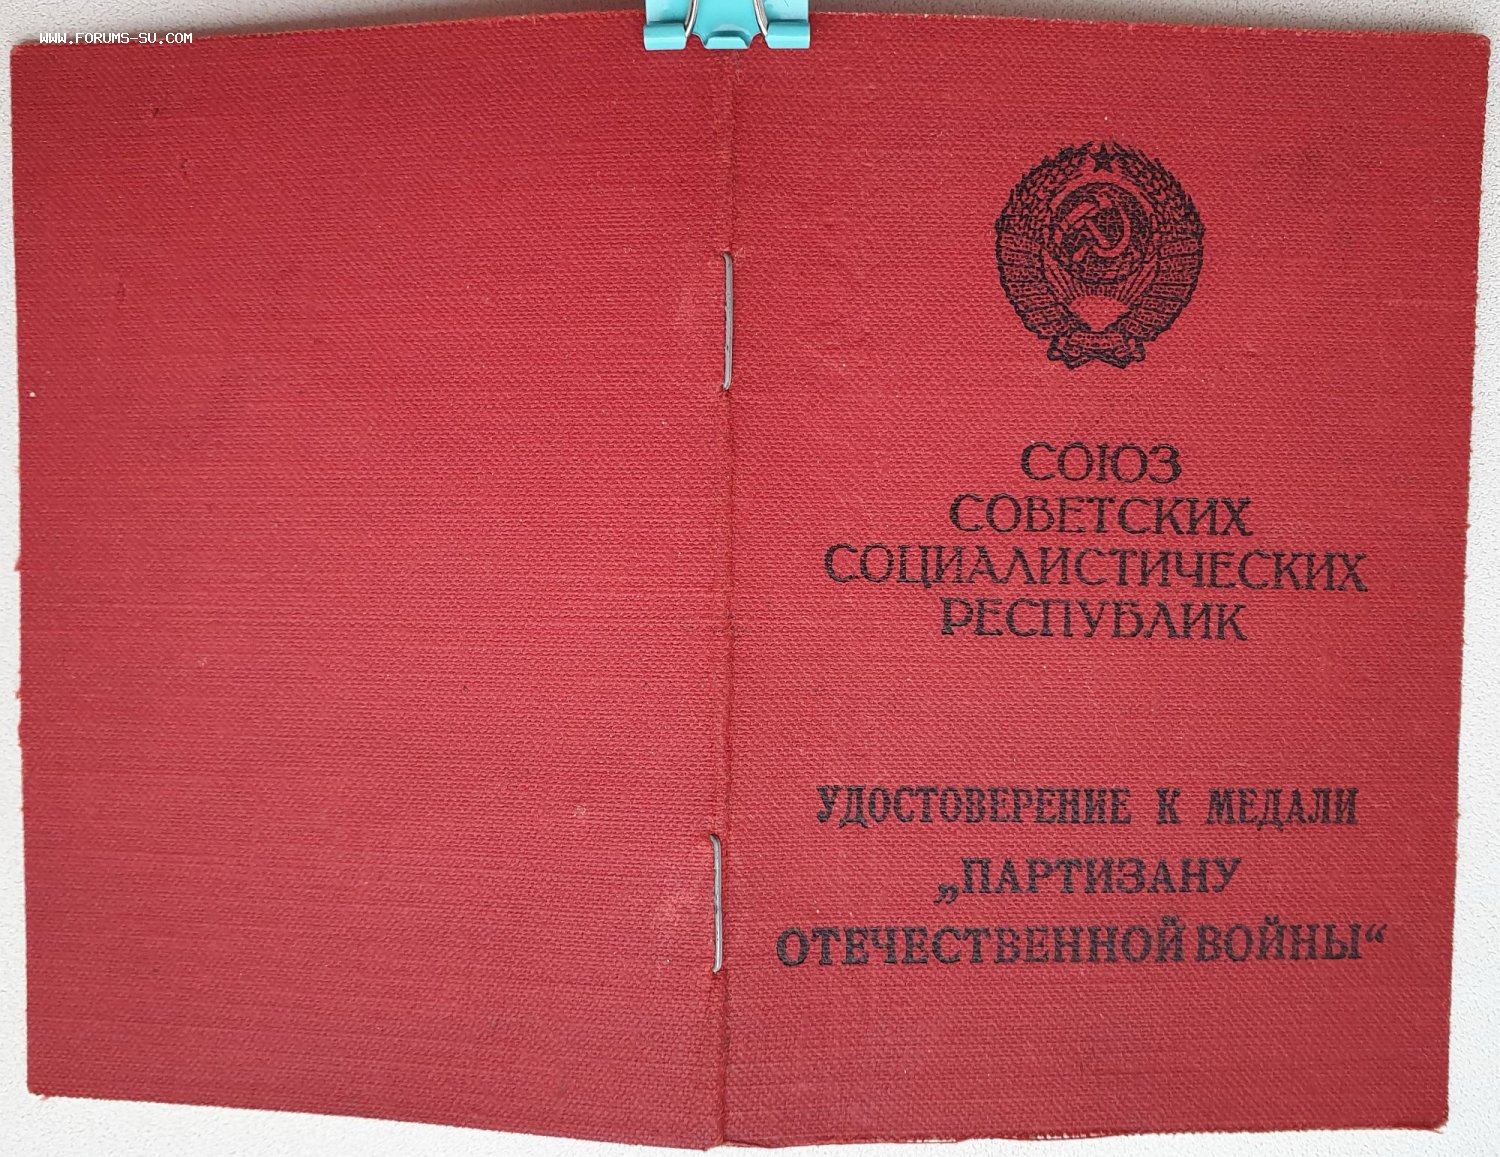 WWW.FORUMS-SU.COM
СОЮЗ
СОВЕТСКИХ
СОЦИАЛИСТИЧЕСКИХ
РЕСПУБЛИК
УДОСТОВЕРЕНИЕ К МЕДАЛИ
„ПАРТИЗАНУ
ОТЕЧЕСТВЕННОЙ ВОЙНЫ“